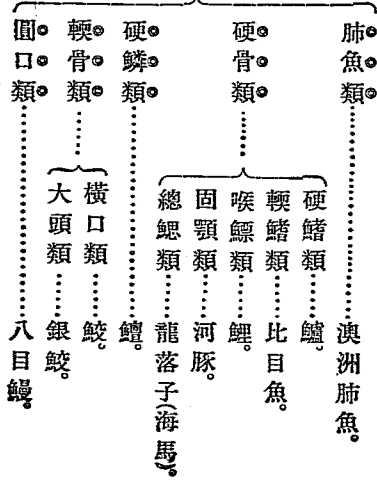 肺魚類……………………澳洲肺魚。
硬骨類……
硬鰭類……鱸。
輭鰭類……比目魚。
喉鰾類……鯉。
固顎類……河豚。
總鰓類……龍落子(海馬)。
硬鱗類……………………鱣。
輭骨類……
橫口類……鮫。
大頭類……銀鮫。
圓口類……………………八目鰻。